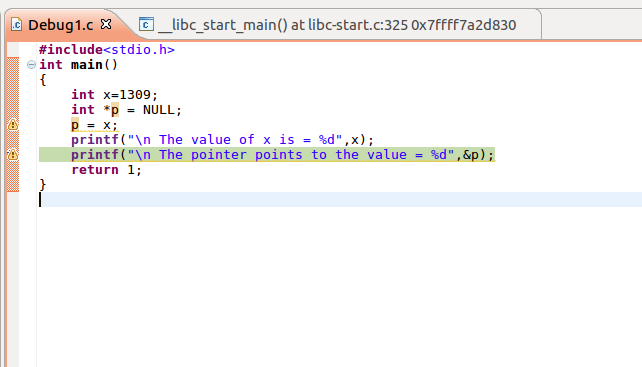 Debug1.c __libc_start_main() at libc-start.c:325 0x7ffff7a2d830
#include<stdio.h>
int main()
{
    int x=1309;
    int *p = NULL;
    p = x;
    printf("\n The value of x is = %d",x);
    printf("\n The pointer points to the value = %d",&p);
    return 1;
}